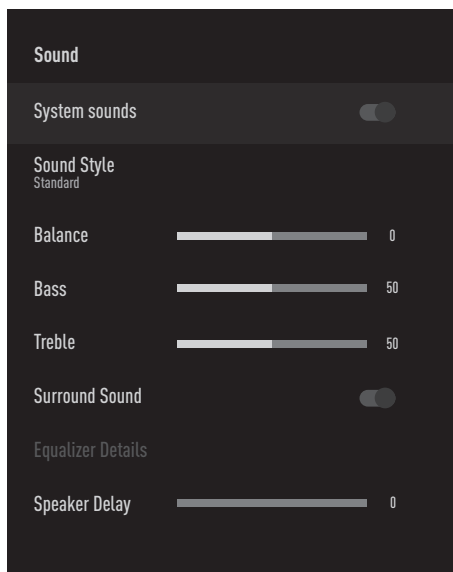 Sound
System sounds
Sound Style
Standard
Balance 0
Bass 50
Treble 50
Surround Sound
Equalizer Details
Speaker Delay 0